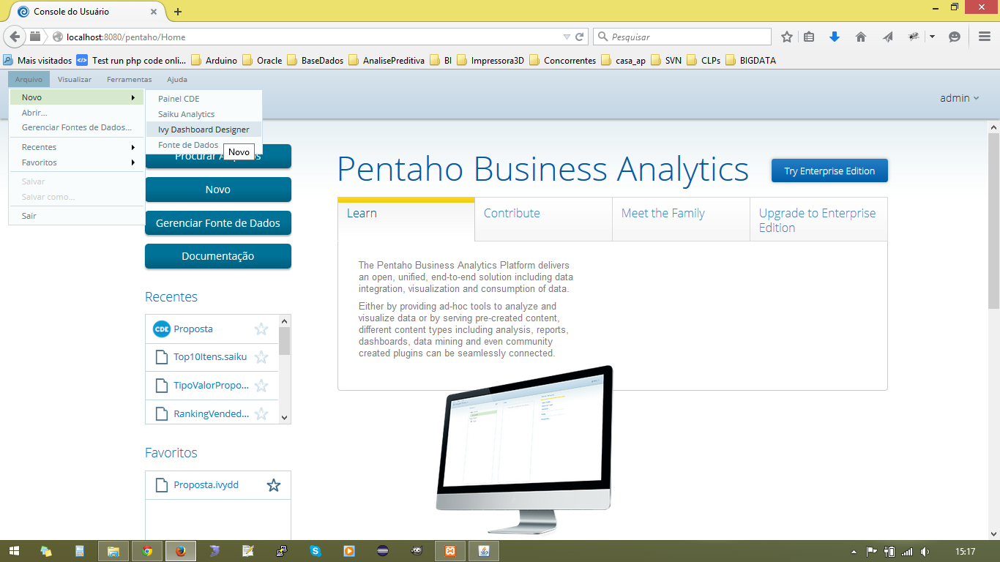 Console do Usuário
localhost:8080/pentaho/Home
Pesquisar
Mais visitados
Test run php code onli...
Arduino
Oracle
BaseDados
AnalisePreditiva
BI
Impressora3D
Concorrentes
casa_ap
SVN
CLPs
BIGDATA
Arquivo
Visualizar
Ferramentas
Ajuda
admin
Novo
Abrir...
Gerenciar Fontes de Dados...
Recentes
Favoritos
Salvar
Salvar como...
Sair
Painel CDE
Saiku Analytics
Ivy Dashboard Designer
Fonte de Dados
Novo
Procurar
Novo
Gerenciar Fonte de Dados
Documentação
Recentes
CDE
Proposta
Top10Itens.saiku
TipoValorPropo...
RankingVended...
Favoritos
Proposta.ivydd
Pentaho Business Analytics
Try Enterprise Edition
Learn
Contribute
Meet the Family
Upgrade to Enterprise
Edition
The Pentaho Business Analytics Platform delivers
an open, unified, end-to-end solution including data
integration, visualization and consumption of data.
Either by providing ad-hoc tools to analyze and
visualize data or by serving pre-created content,
different content types including analysis, reports,
dashboards, data mining and even community
created plugins can be seamlessly connected.
15:17